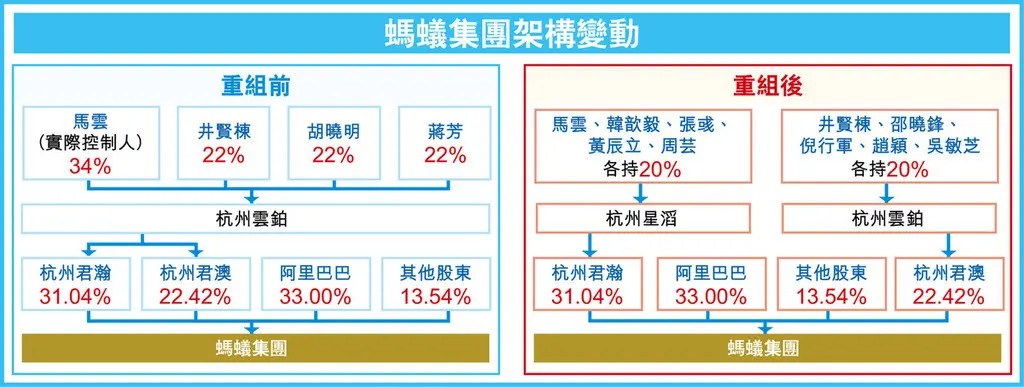 螞蟻集團架構變動
重組前
馬雲
(實際控制人)
34%
井賢棟
22%
胡曉明
22%
蔣芳
22%
杭州雲鉑
杭州君瀚
31.04%
杭州君澳
22.42%
阿里巴巴
33.00%
其他股東
13.54%
螞蟻集團
重組後
馬雲、韓歆毅、張彧、
黃辰立、周芸
各持20%
井賢棟、邵曉鋒、
倪行軍、趙穎、吳敏芝
各持20%
杭州星滔
杭州雲鉑
杭州君瀚
31.04%
阿里巴巴
33.00%
其他股東
13.54%
杭州君澳
22.42%
螞蟻集團